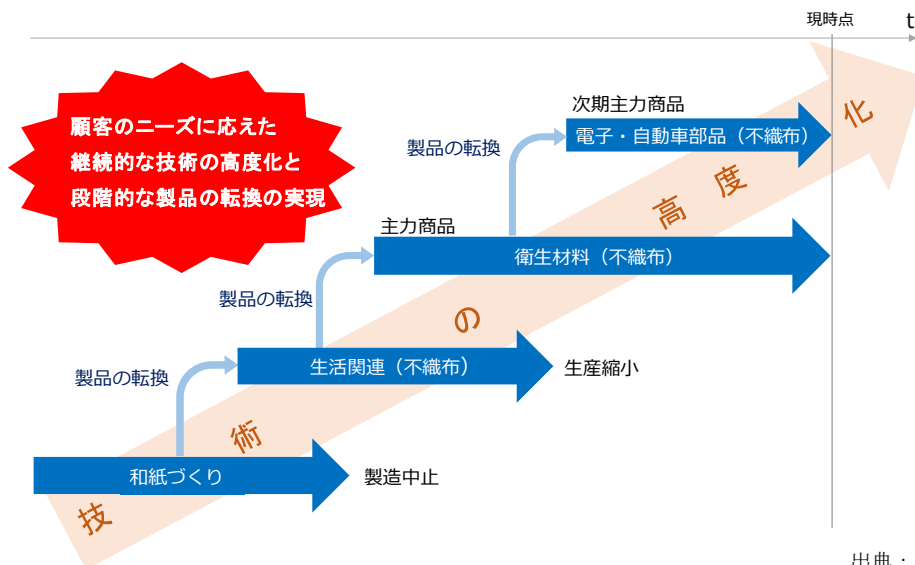 現時点
t
顧客のニーズに応えた
継続的な技術の高度化と
段階的な製品の転換の実現
次期主力商品
電子・自動車部品（不織布）
製品の転換
主力商品
衛生材料（不織布）
製品の転換
生活関連（不織布）
生産縮小
製品の転換
和紙づくり
製造中止
技術の高度化
出典：